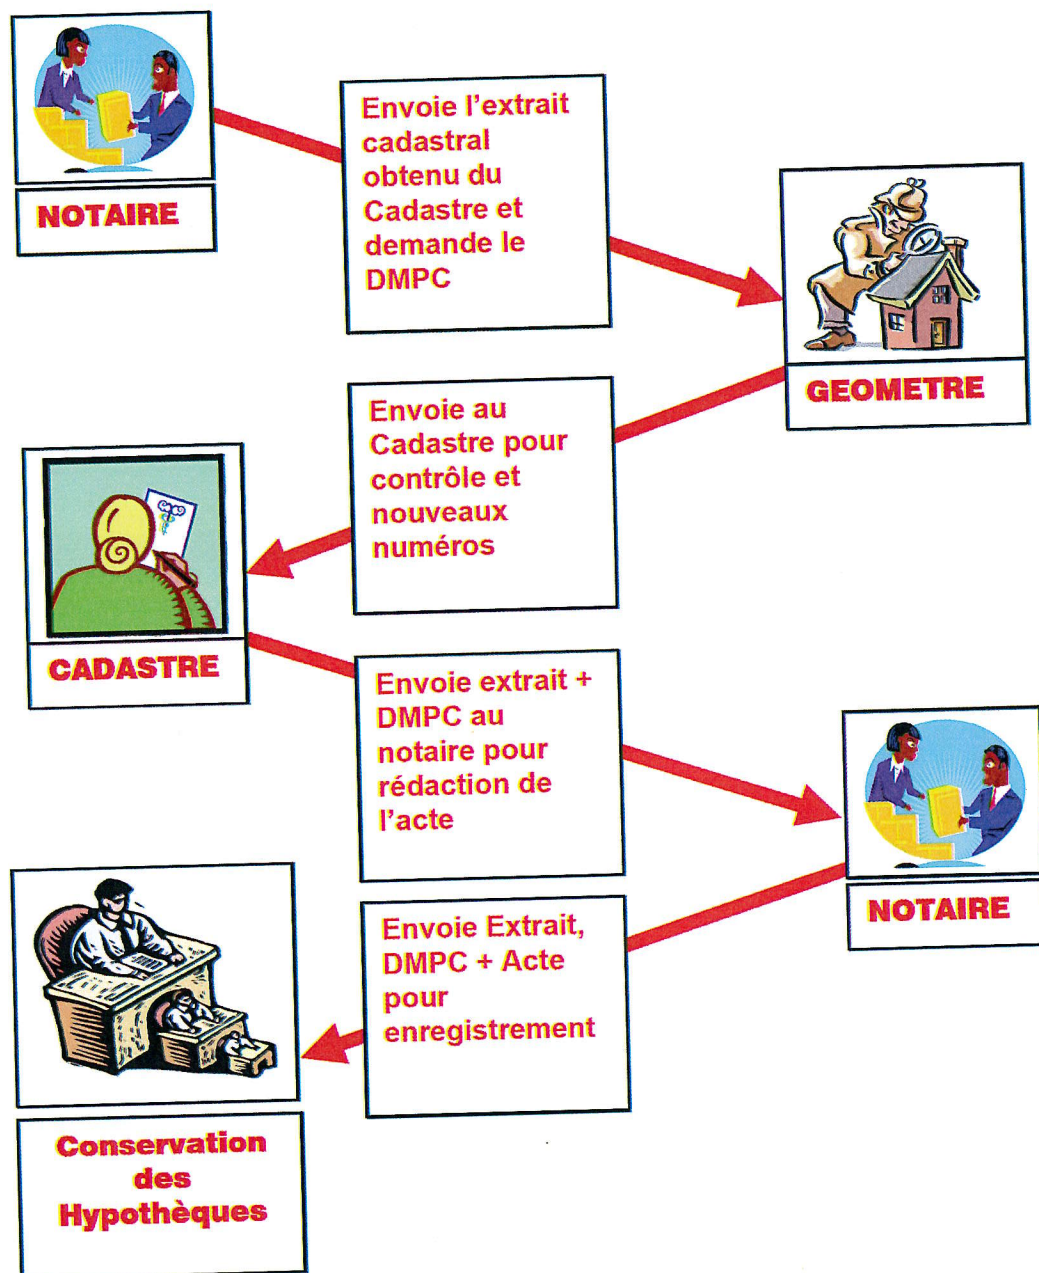 NOTAIRE
Envoie l'extrait
cadastral
obtenu du
Cadastre et
demande le
DMPC
GEOMETRE
Envoie au
Cadastre pour
contrôle et
nouveaux
numéros
CADASTRE
Envoie extrait +
DMPC au
notaire pour
rédaction de
l'acte
NOTAIRE
Envoie Extrait,
DMPC + Acte
pour
enregistrement
Conservation
des
Hypothèques